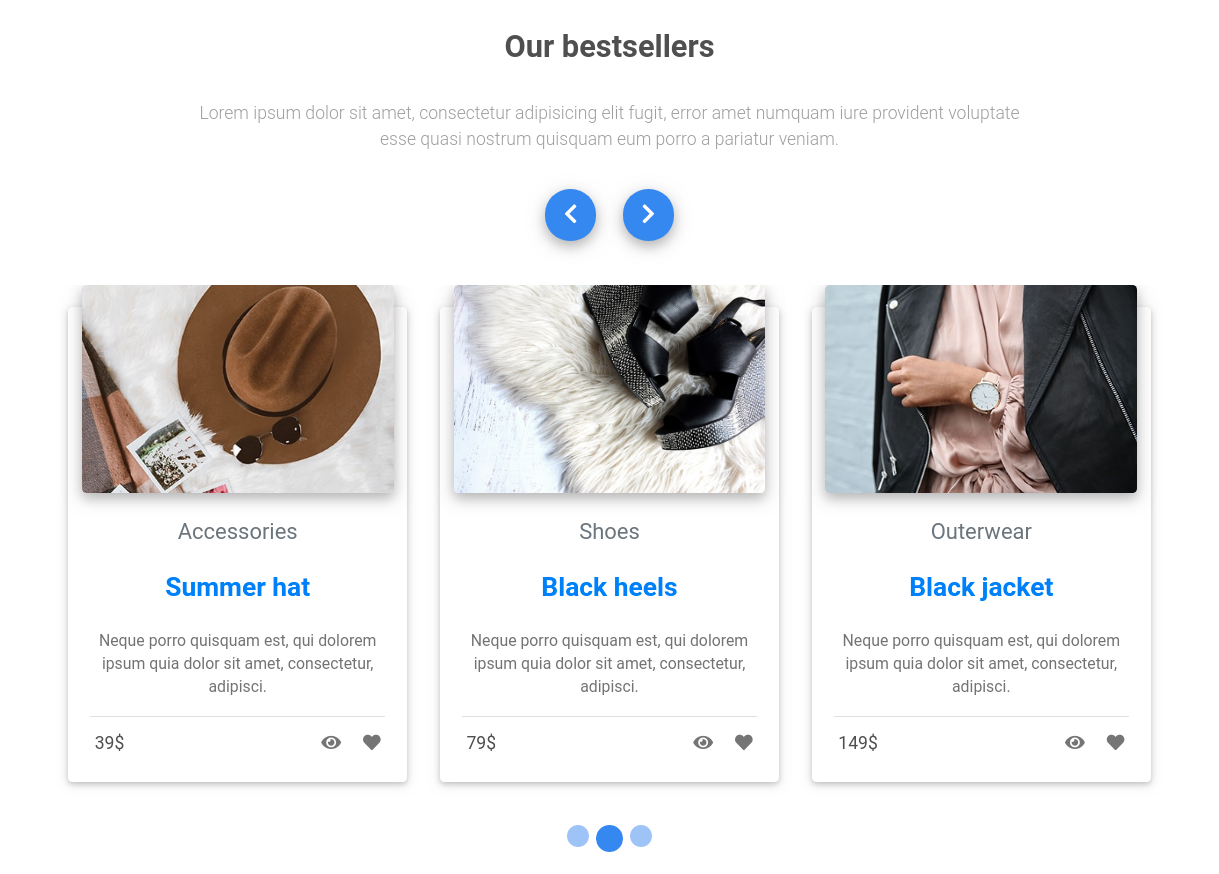 Our bestsellers
Lorem ipsum dolor sit amet, consectetur adipisicing elit fugit, error amet numquam iure provident voluptate
esse quasi nostrum quisquam eum porro a pariatur veniam.
Accessories
Summer hat
Neque porro quisquam est, qui dolorem
ipsum quia dolor sit amet, consectetur,
adipisci.
39$
Shoes
Black heels
Neque porro quisquam est, qui dolorem
ipsum quia dolor sit amet, consectetur,
adipisci.
79$
Outerwear
Black jacket
Neque porro quisquam est, qui dolorem
ipsum quia dolor sit amet, consectetur,
adipisci.
149$